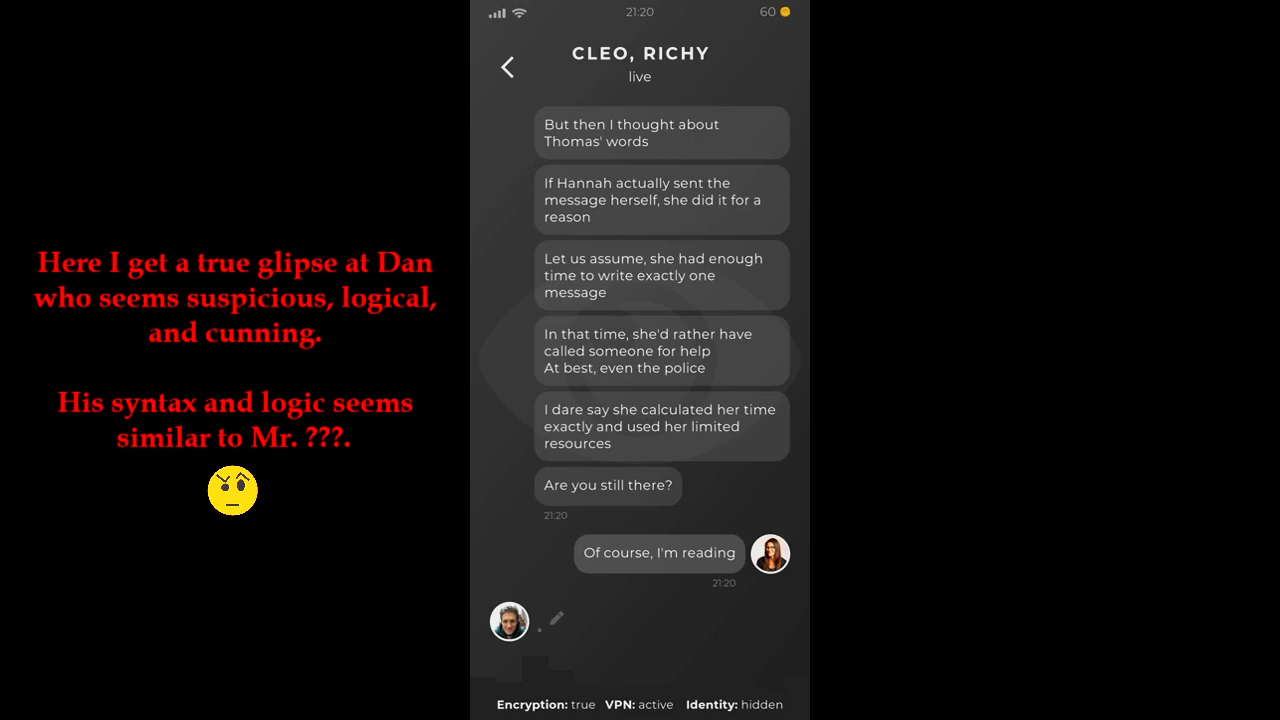 21:20
60
CLEO, RICHY
live
But then I thought about
Thomas' words
If Hannah actually sent the
message herself, she did it for a
reason
Let us assume, she had enough
time to write exactly one
message
In that time, she'd rather have
called someone for help
At best, even the police
I dare say she calculated her time
exactly and used her limited
resources
Are you still there?
21:20
Of course, I'm reading
21:20
Encryption: true VPN: active Identity: hidden
Here I get a true glipse at Dan
who seems suspicious, logical,
and cunning.
His syntax and logic seems
similar to Mr. ???.